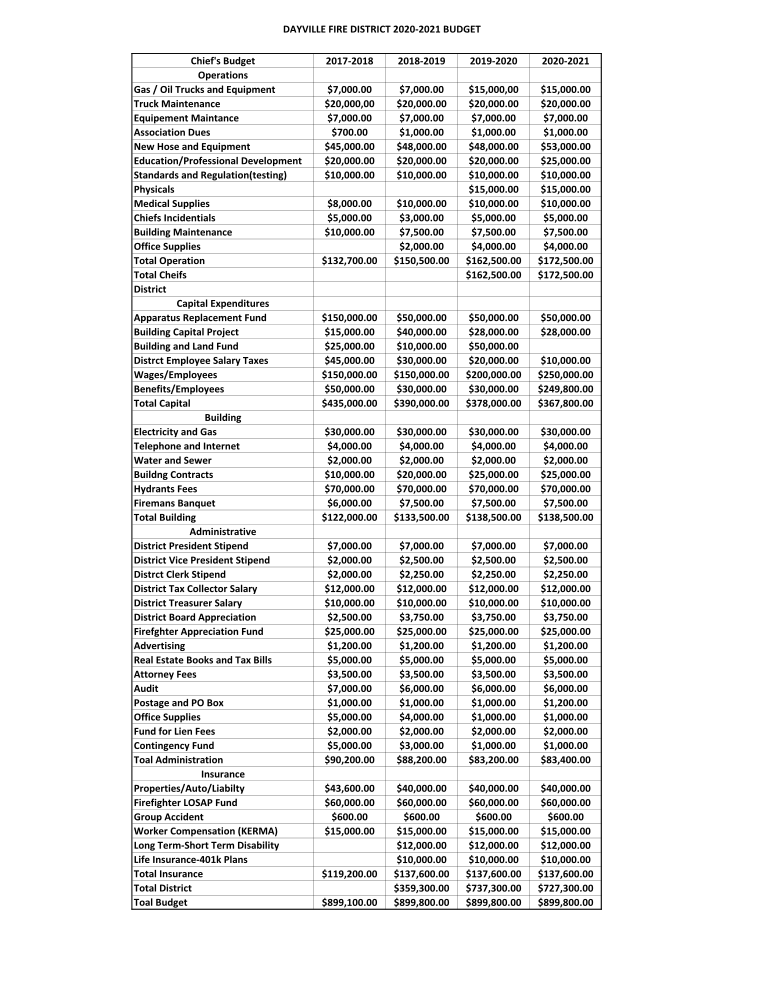 DAYVILLE FIRE DISTRICT 2020-2021 BUDGET
Chief's Budget 2017-2018 2018-2019 2019-2020 2020-2021
Operations
Gas / Oil Trucks and Equipment $7,000.00 $7,000.00 $15,000,00 $15,000.00
Truck Maintenance $20,000,00 $20,000.00 $20,000.00 $20,000.00
Equipement Maintance $7,000.00 $7,000.00 $7,000.00 $7,000.00
Association Dues $700.00 $1,000.00 $1,000.00 $1,000.00
New Hose and Equipment $45,000.00 $48,000.00 $48,000.00 $53,000.00
Education/Professional Development $20,000.00 $20,000.00 $20,000.00 $25,000.00
Standards and Regulation(testing) $10,000.00 $10,000.00 $10,000.00 $10,000.00
Physicals $15,000.00 $15,000.00
Medical Supplies $8,000.00 $10,000.00 $10,000.00 $10,000.00
Chiefs Incidentials $5,000.00 $3,000.00 $5,000.00 $5,000.00
Building Maintenance $10,000.00 $7,500.00 $7,500.00 $7,500.00
Office Supplies $2,000.00 $4,000.00 $4,000.00
Total Operation $132,700.00 $150,500.00 $162,500.00 $172,500.00
Total Cheifs $162,500.00 $172,500.00
District
Capital Expenditures
Apparatus Replacement Fund $150,000.00 $50,000.00 $50,000.00 $50,000.00
Building Capital Project $15,000.00 $40,000.00 $28,000.00 $28,000.00
Building and Land Fund $25,000.00 $10,000.00 $50,000.00
Distrct Employee Salary Taxes $45,000.00 $30,000.00 $20,000.00 $10,000.00
Wages/Employees $150,000.00 $150,000.00 $200,000.00 $250,000.00
Benefits/Employees $50,000.00 $30,000.00 $30,000.00 $249,800.00
Total Capital $435,000.00 $390,000.00 $378,000.00 $367,800.00
Building
Electricity and Gas $30,000.00 $30,000.00 $30,000.00 $30,000.00
Telephone and Internet $4,000.00 $4,000.00 $4,000.00 $4,000.00
Water and Sewer $2,000.00 $2,000.00 $2,000.00 $2,000.00
Buildng Contracts $10,000.00 $20,000.00 $25,000.00 $25,000.00
Hydrants Fees $70,000.00 $70,000.00 $70,000.00 $70,000.00
Firemans Banquet $6,000.00 $7,500.00 $7,500.00 $7,500.00
Total Building $122,000.00 $133,500.00 $138,500.00 $138,500.00
Administrative
District President Stipend $7,000.00 $7,000.00 $7,000.00 $7,000.00
District Vice President Stipend $2,000.00 $2,500.00 $2,500.00 $2,500.00
Distrct Clerk Stipend $2,000.00 $2,250.00 $2,250.00 $2,250.00
District Tax Collector Salary $12,000.00 $12,000.00 $12,000.00 $12,000.00
District Treasurer Salary $10,000.00 $10,000.00 $10,000.00 $10,000.00
District Board Appreciation $2,500.00 $3,750.00 $3,750.00 $3,750.00
Firefghter Appreciation Fund $25,000.00 $25,000.00 $25,000.00 $25,000.00
Advertising $1,200.00 $1,200.00 $1,200.00 $1,200.00
Real Estate Books and Tax Bills $5,000.00 $5,000.00 $5,000.00 $5,000.00
Attorney Fees $3,500.00 $3,500.00 $3,500.00 $3,500.00
Audit $7,000.00 $6,000.00 $6,000.00 $6,000.00
Postage and PO Box $1,000.00 $1,000.00 $1,000.00 $1,200.00
Office Supplies $5,000.00 $4,000.00 $1,000.00 $1,000.00
Fund for Lien Fees $2,000.00 $2,000.00 $2,000.00 $2,000.00
Contingency Fund $5,000.00 $3,000.00 $1,000.00 $1,000.00
Toal Administration $90,200.00 $88,200.00 $83,200.00 $83,400.00
Insurance
Properties/Auto/Liabilty $43,600.00 $40,000.00 $40,000.00 $40,000.00
Firefighter LOSAP Fund $60,000.00 $60,000.00 $60,000.00 $60,000.00
Group Accident $600.00 $600.00 $600.00 $600.00
Worker Compensation (KERMA) $15,000.00 $15,000.00 $15,000.00 $15,000.00
Long Term-Short Term Disability $12,000.00 $12,000.00 $12,000.00
Life Insurance-401k Plans $10,000.00 $10,000.00 $10,000.00
Total Insurance $119,200.00 $137,600.00 $137,600.00 $137,600.00
Total District $359,300.00 $737,300.00 $727,300.00
Toal Budget $899,100.00 $899,800.00 $899,800.00 $899,800.00